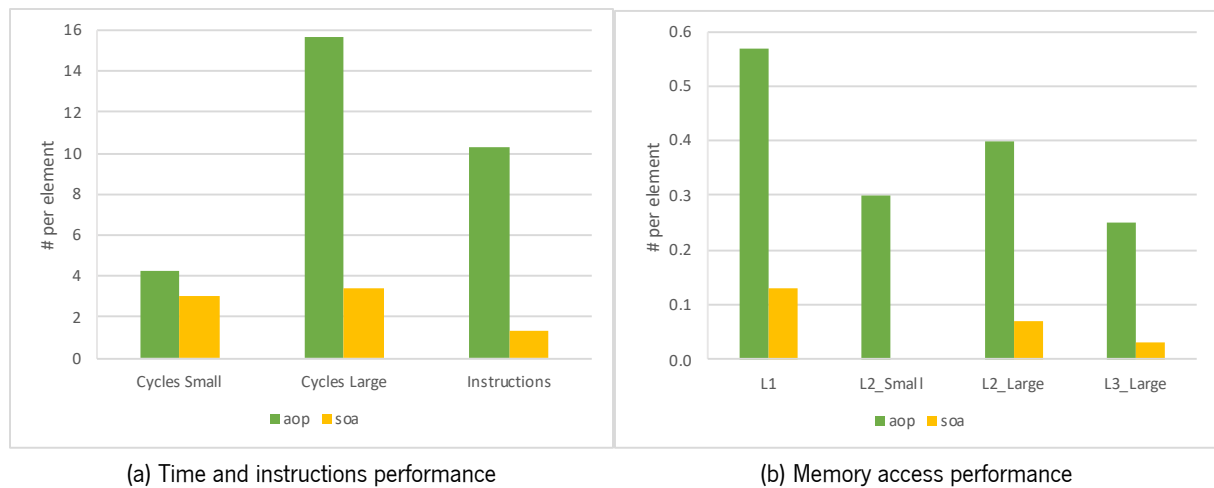 16
14
12
10
8
6
4
2
0
# per element
Cycles Small
Cycles Large
Instructions
aop
soa
(a) Time and instructions performance
0.6
0.5
0.4
0.3
0.2
0.1
0.0
# per element
L1
L2_Small
L2_Large
L3_Large
aop
soa
(b) Memory access performance